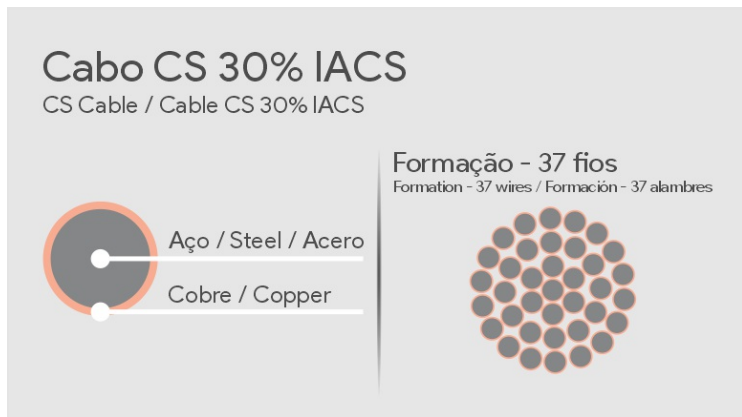 Cabo CS 30% IACS
CS Cable / Cable CS 30% IACS
Aço / Steel / Acero
Cobre / Copper
Formação - 37 fios
Formation - 37 wires / Formación - 37 alambres